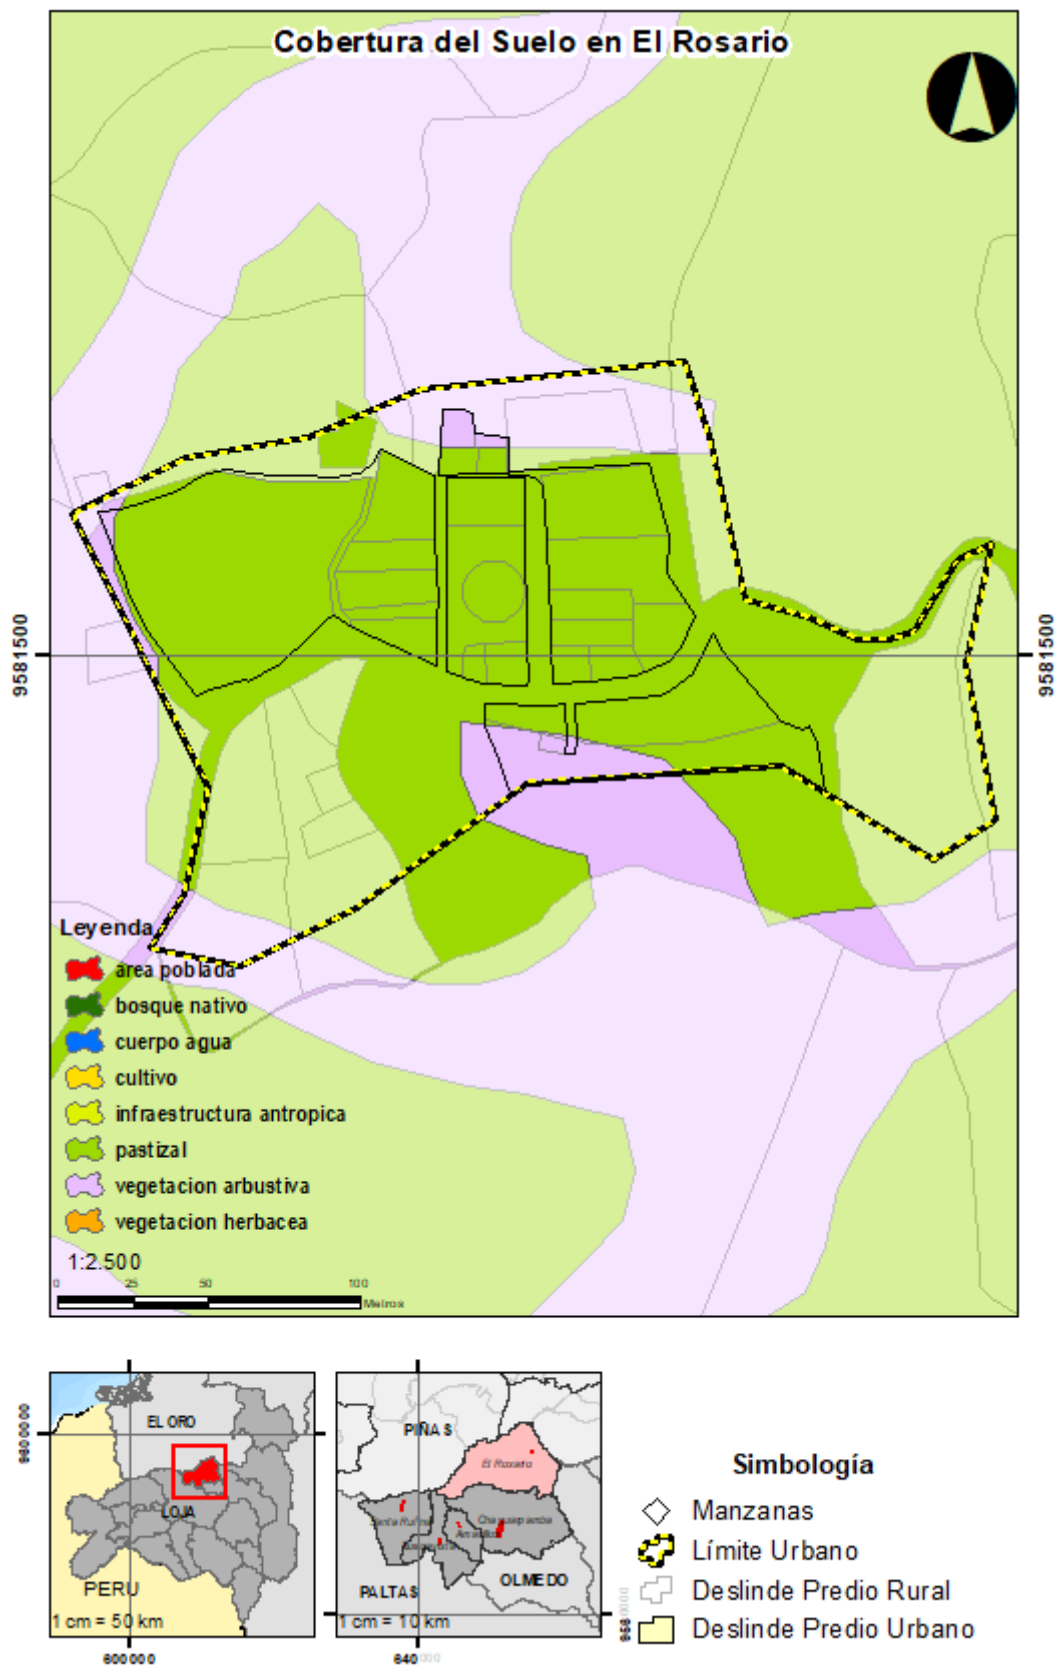 Cobertura del Suelo en El Rosario
9581500
9581500
Leyenda
area poblada
bosque nativo
cuerpo agua
cultivo
infraestructura antropica
pastizal
vegetacion arbustiva
vegetacion herbacea
1:2.500
0 25 50 100
Metros
EL ORO
LOJA
PERU
1 cm = 50 km
600000
PIÑAS
El Rosario
Chaguarpamba
PALTAS
OLMEDO
1 cm = 10 km
640000
Simbología
Manzanas
Límite Urbano
Deslinde Predio Rural
Deslinde Predio Urbano